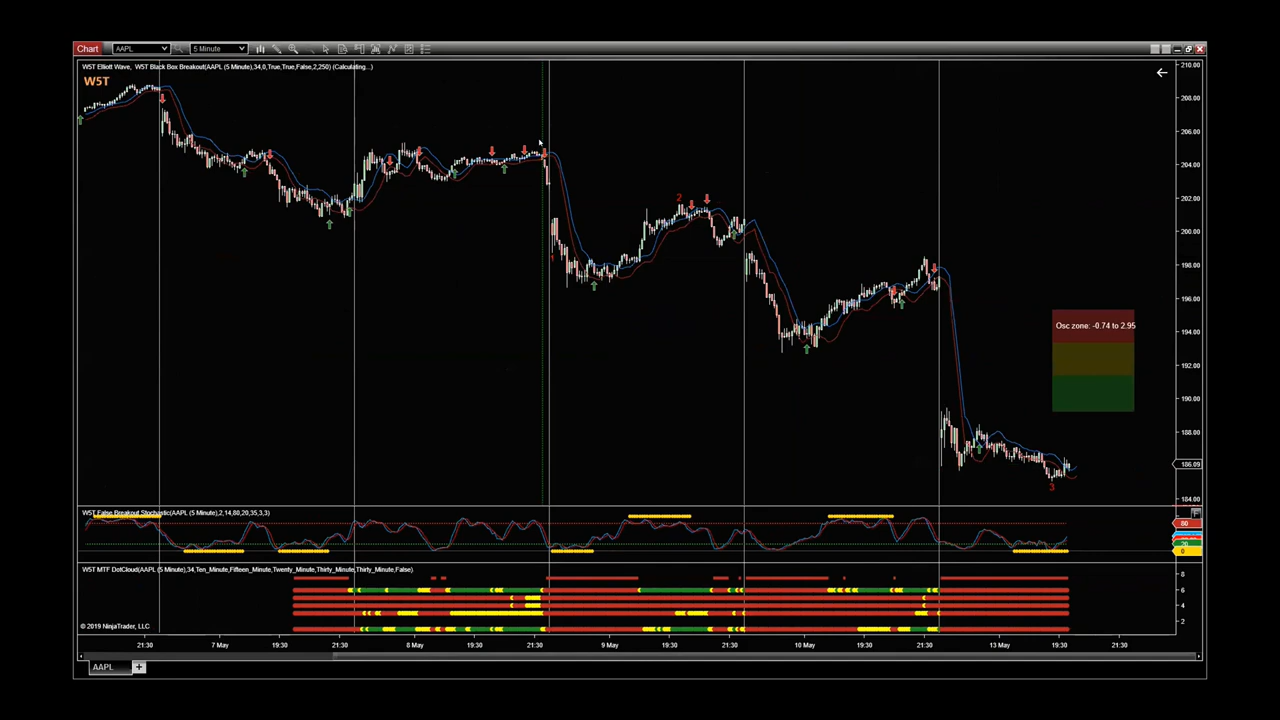 Chart AAPL 5 Minute
W5T Elliott Wave, W5T Black Box Breakout(AAPL (5 Minute),34,0,True,True,False,2,250) (Calculating...)
W5T
210.00
208.00
206.00
204.00
202.00
200.00
198.00
196.00
194.00
192.00
190.00
188.00
186.09
184.00
1
2
3
Osc zone: -0.74 to 2.95
W5T False Breakout Stochastic(AAPL (5 Minute),2,14,80,20,35,3,3)
F
80
20
0
W5T MTF DotCloud(AAPL (5 Minute),34,Ten_Minute,Fifteen_Minute,Twenty_Minute,Thirty_Minute,Thirty_Minute,False)
8
6
4
2
© 2019 NinjaTrader, LLC
21:30 7 May 19:30 21:30 8 May 19:30 21:30 9 May 19:30 21:30 10 May 19:30 21:30 13 May 19:30 21:30
AAPL +